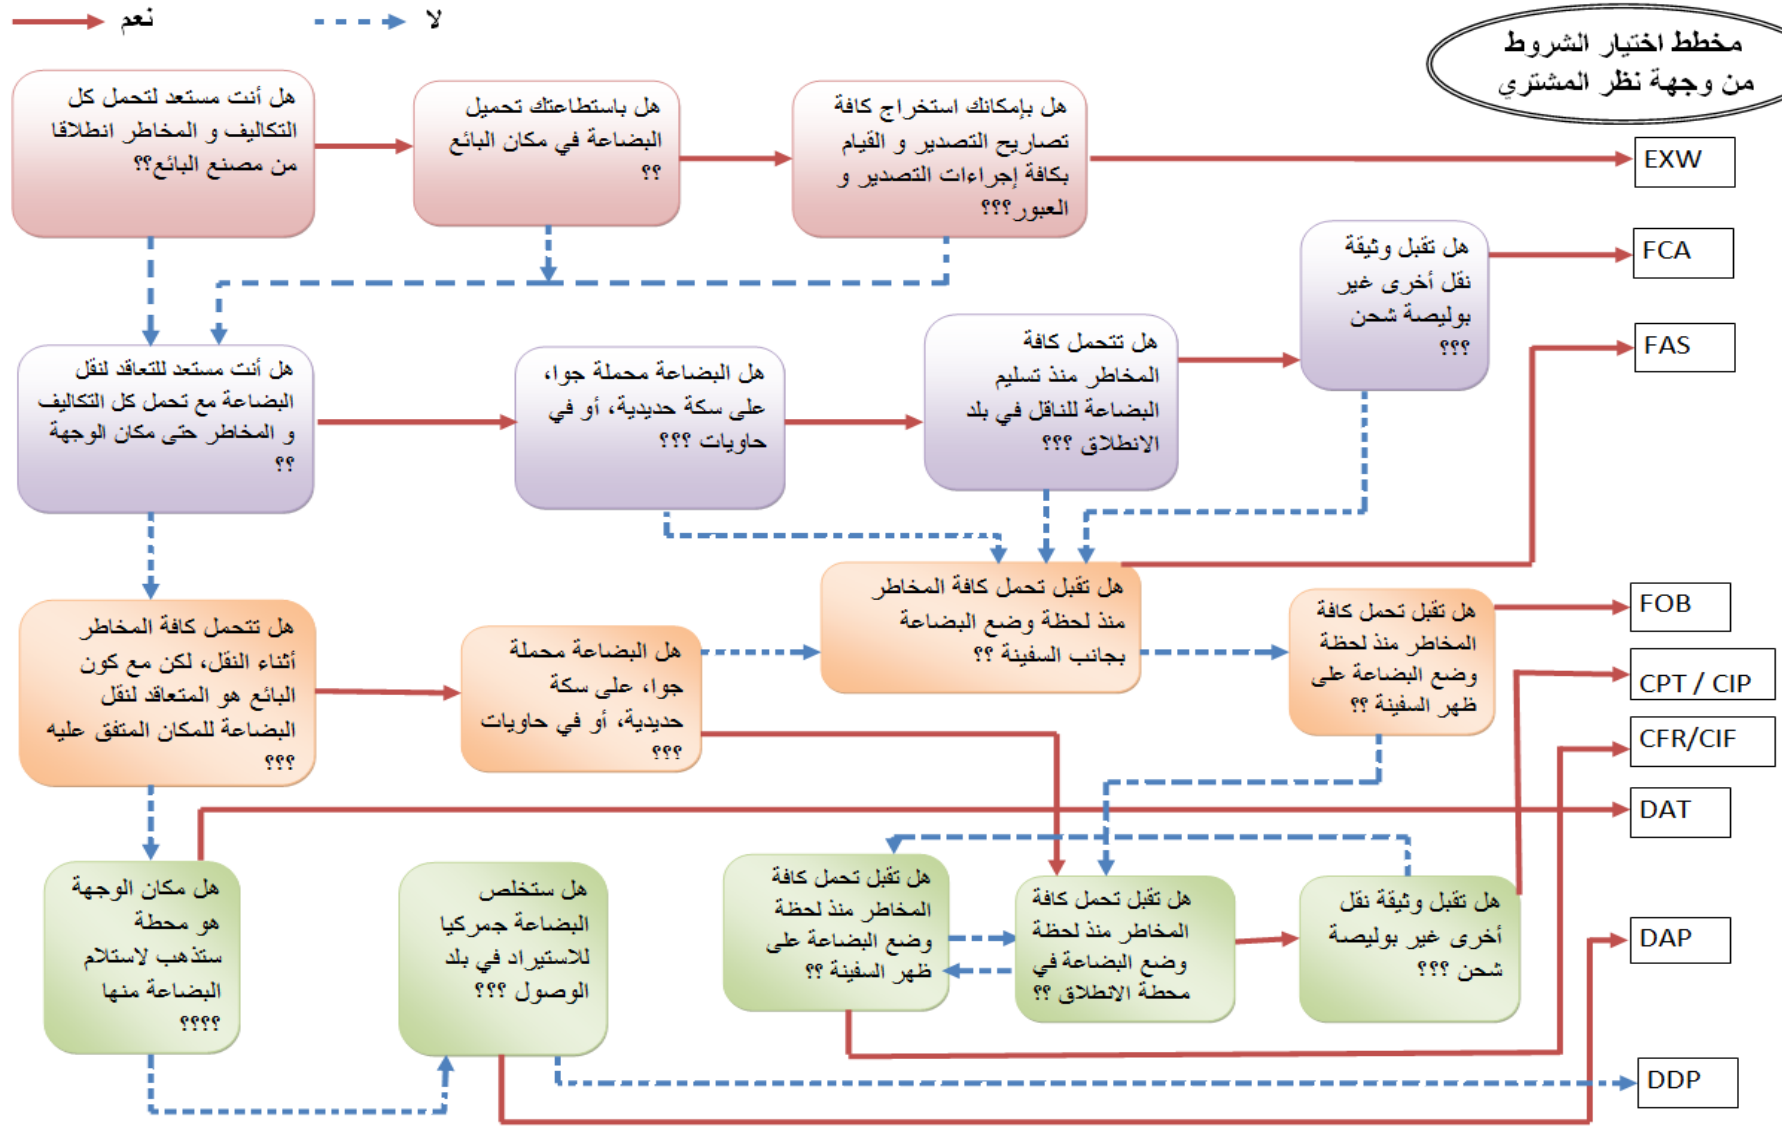 نعم
لا
مخطط اختيار الشروط
من وجهة نظر المشتري
هل أنت مستعد لتحمل كل
التكاليف و المخاطر انطلاقا
من مصنع البائع؟؟
هل باستطاعتك تحميل
البضاعة في مكان البائع
؟؟
هل بإمكانك استخراج كافة
تصاريح التصدير و القيام
بكافة إجراءات التصدير و
العبور؟؟؟
EXW
هل أنت مستعد للتعاقد لنقل
البضاعة مع تحمل كل التكاليف
و المخاطر حتى مكان الوجهة
؟؟
هل البضاعة محملة جوا،
على سكة حديدية، أو في
حاويات ؟؟؟
هل تتحمل كافة
المخاطر منذ تسليم
البضاعة للناقل في بلد
الانطلاق ؟؟؟
هل تقبل وثيقة
نقل أخرى غير
بوليصة شحن
؟؟؟
FCA
FAS
هل تتحمل كافة المخاطر
أثناء النقل، لكن مع كون
البائع هو المتعاقد لنقل
البضاعة للمكان المتفق عليه
؟؟؟
هل البضاعة محملة
جوا، على سكة
حديدية، أو في حاويات
؟؟؟
هل تقبل تحمل كافة المخاطر
منذ لحظة وضع البضاعة
بجانب السفينة ؟؟
هل تقبل تحمل كافة
المخاطر منذ لحظة
وضع البضاعة على
ظهر السفينة ؟؟
FOB
CPT / CIP
CFR/CIF
DAT
هل مكان الوجهة
هو محطة
ستذهب لاستلام
البضاعة منها
؟؟؟؟
هل ستخلص
البضاعة جمركيا
للاستيراد في بلد
الوصول ؟؟؟
هل تقبل تحمل كافة
المخاطر منذ لحظة
وضع البضاعة على
ظهر السفينة ؟؟
هل تقبل تحمل كافة
المخاطر منذ لحظة
وضع البضاعة في
محطة الانطلاق ؟؟
هل تقبل وثيقة نقل
أخرى غير بوليصة
شحن ؟؟؟
DAP
DDP